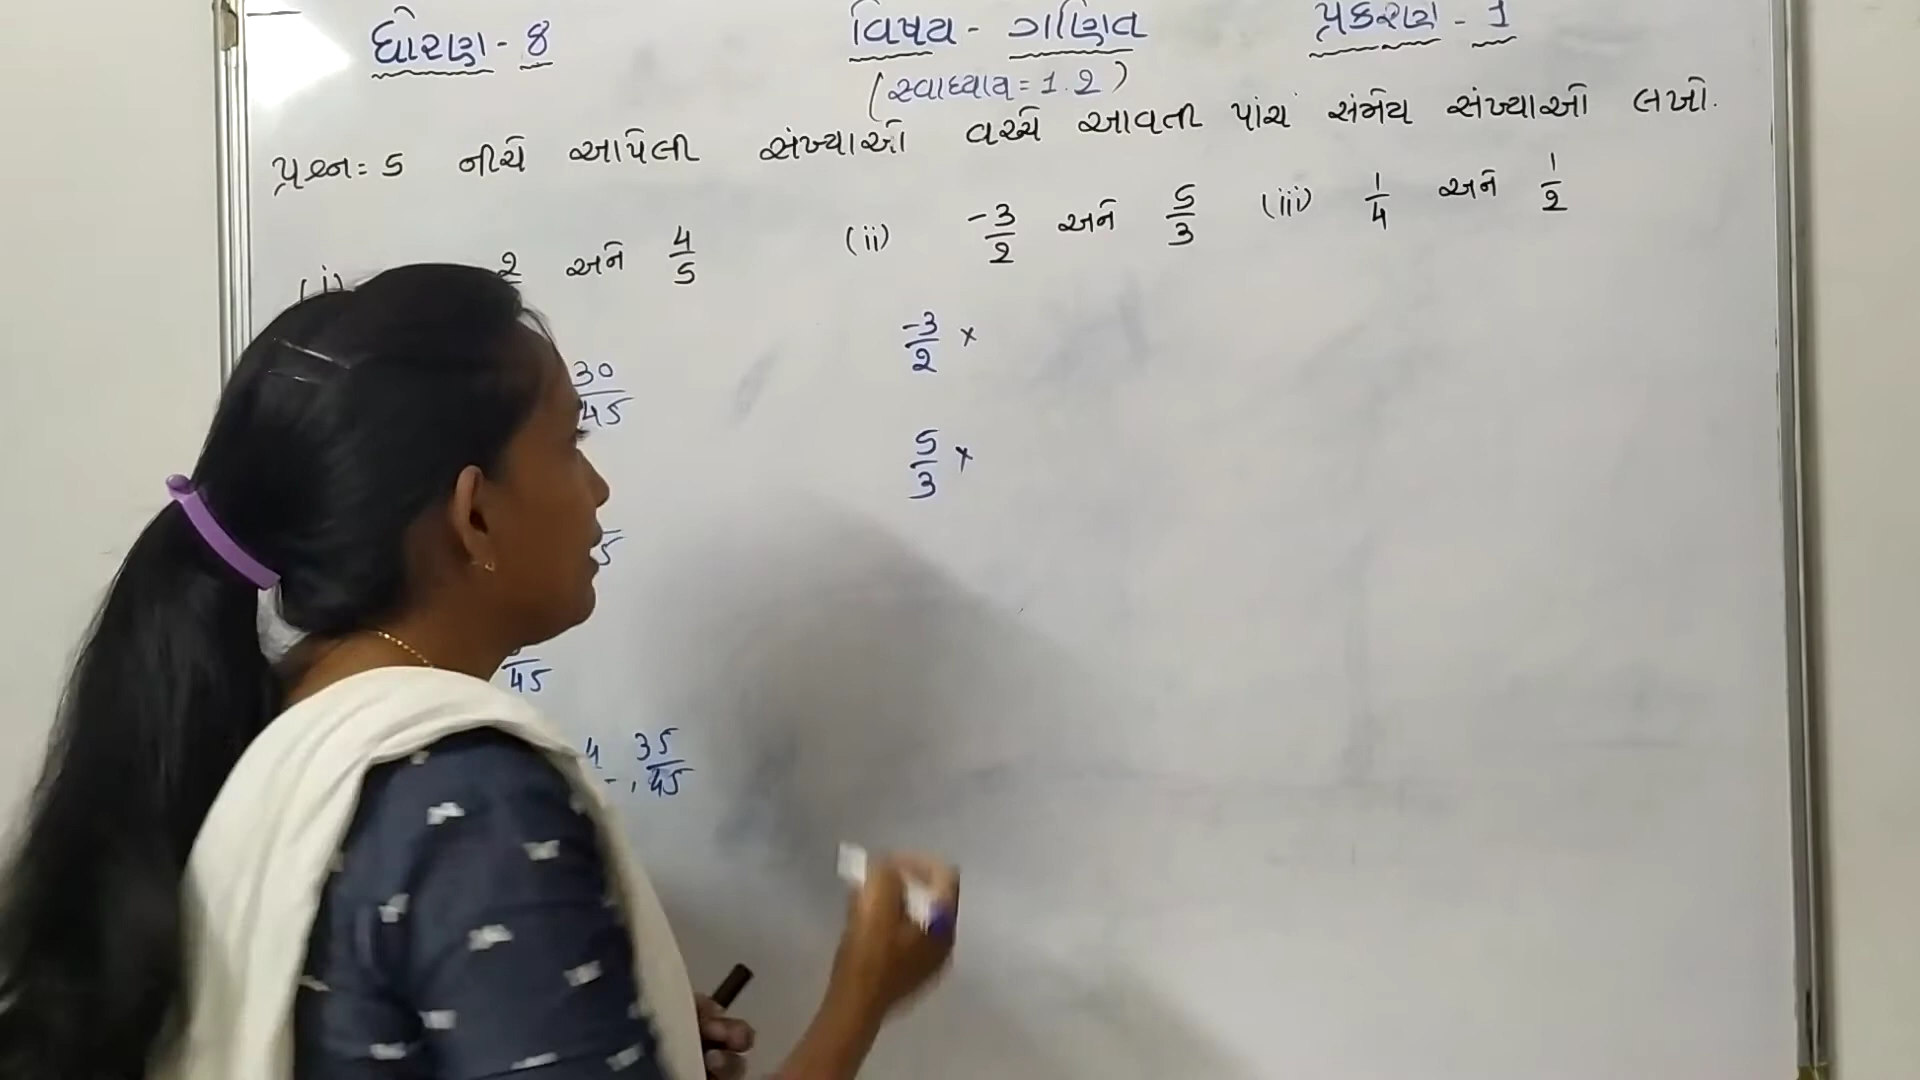 ધોરણ - 8 વિષય - ગણિત પ્રકરણ - 1
(સ્વાધ્યાય = 1.2)
પ્રશ્ન = 5 નીચે આપેલી સંખ્યાઓ વચ્ચે આવતી પાંચ સંમેય સંખ્યાઓ લખો.
(i) 2 અને 4/5 (ii) -3/2 અને 5/3 (iii) 1/4 અને 1/2
30/45 -3/2 ×
5/3 ×
5
45
4 35/45